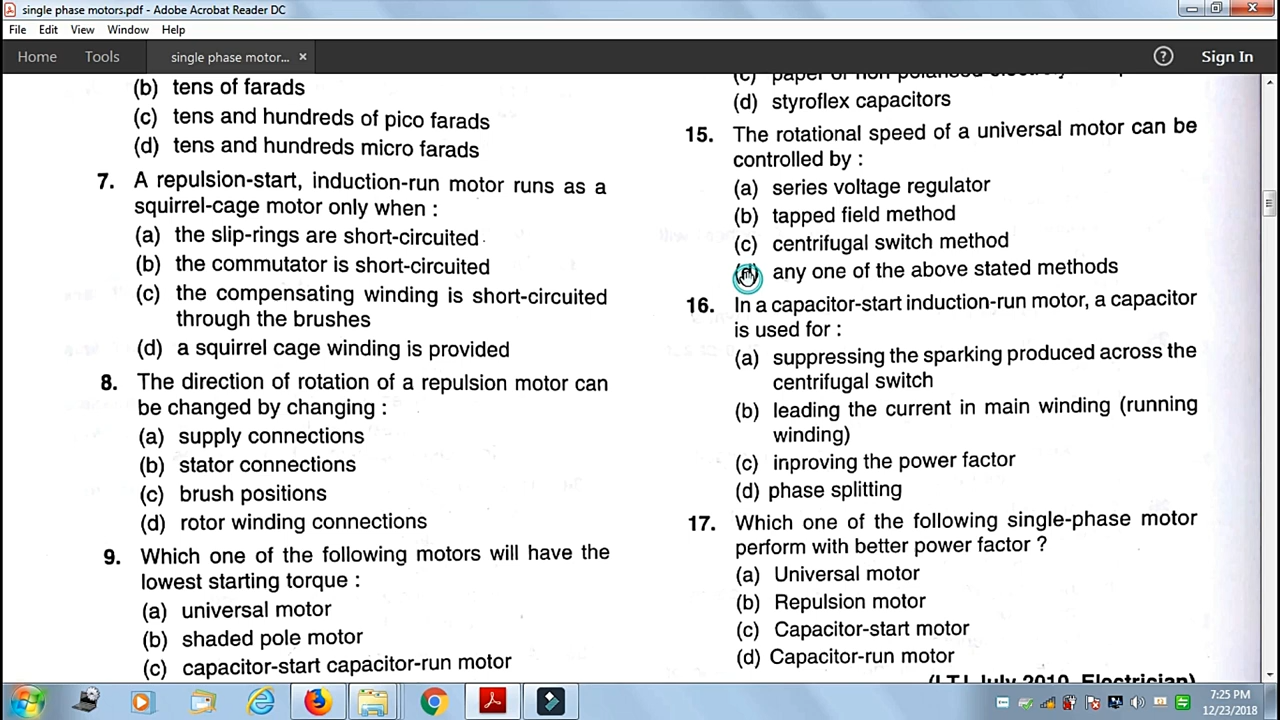 single phase motors.pdf - Adobe Acrobat Reader DC
File Edit View Window Help
Home Tools single phase motor... × ? Sign In
(b) tens of farads
(c) tens and hundreds of pico farads
(d) tens and hundreds micro farads
7. A repulsion-start, induction-run motor runs as a
squirrel-cage motor only when :
(a) the slip-rings are short-circuited
(b) the commutator is short-circuited
(c) the compensating winding is short-circuited
through the brushes
(d) a squirrel cage winding is provided
8. The direction of rotation of a repulsion motor can
be changed by changing :
(a) supply connections
(b) stator connections
(c) brush positions
(d) rotor winding connections
9. Which one of the following motors will have the
lowest starting torque :
(a) universal motor
(b) shaded pole motor
(c) capacitor-start capacitor-run motor
(d) styroflex capacitors
15. The rotational speed of a universal motor can be
controlled by :
(a) series voltage regulator
(b) tapped field method
(c) centrifugal switch method
(d) any one of the above stated methods
16. In a capacitor-start induction-run motor, a capacitor
is used for :
(a) suppressing the sparking produced across the
centrifugal switch
(b) leading the current in main winding (running
winding)
(c) inproving the power factor
(d) phase splitting
17. Which one of the following single-phase motor
perform with better power factor ?
(a) Universal motor
(b) Repulsion motor
(c) Capacitor-start motor
(d) Capacitor-run motor
July 2010, Electrician)
7:25 PM
12/23/2018